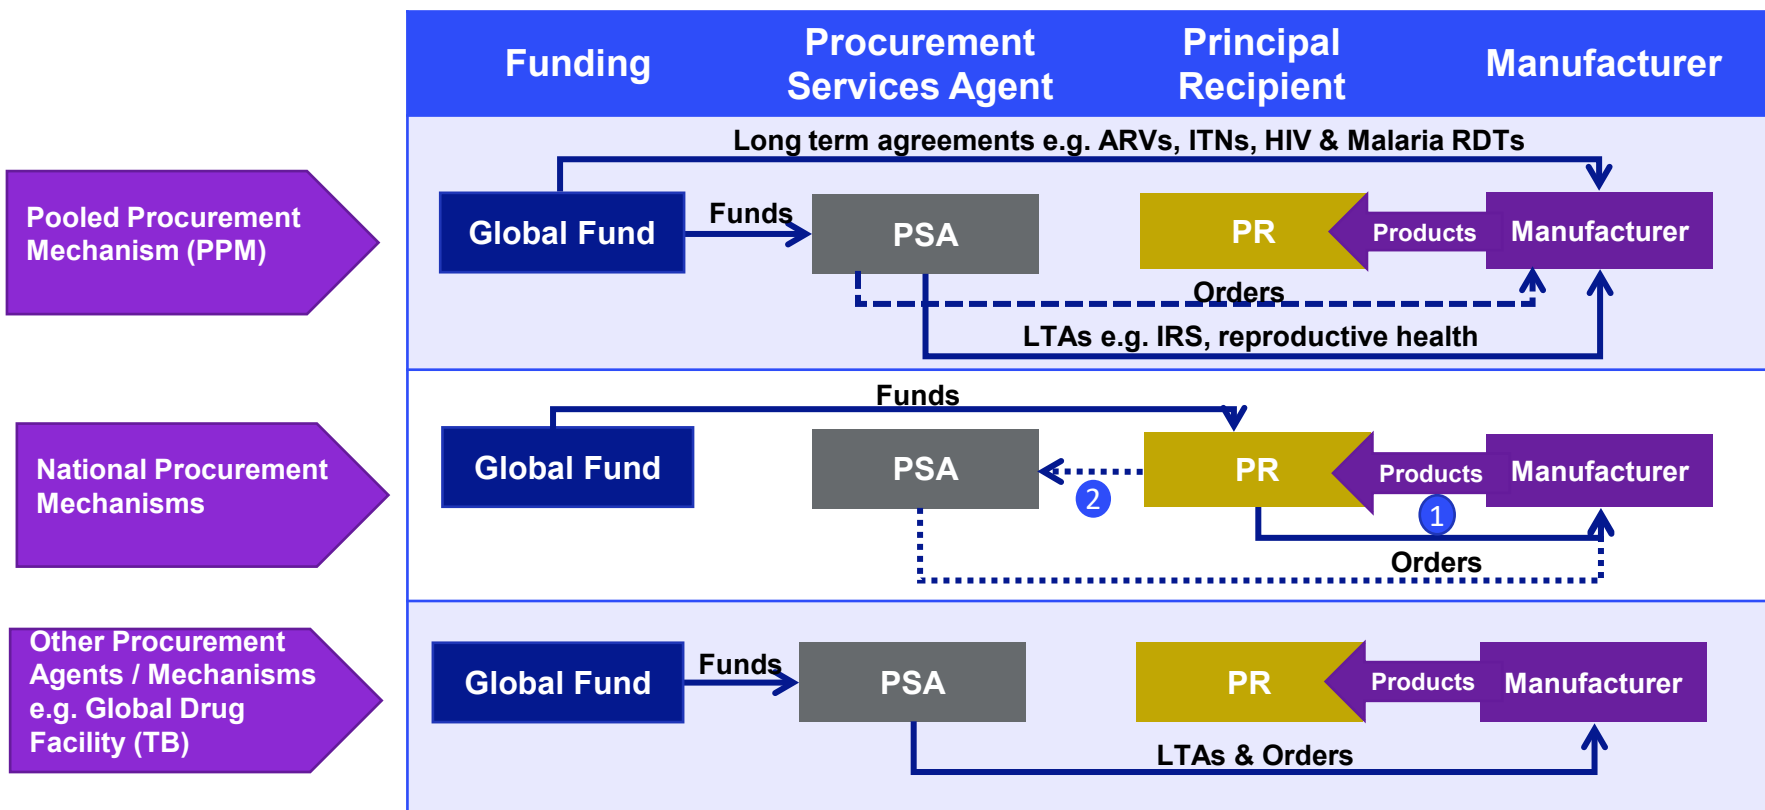 Funding
Procurement
Services Agent
Principal
Recipient
Manufacturer
Pooled Procurement
Mechanism (PPM)
Long term agreements e.g. ARVs, ITNs, HIV & Malaria RDTs
Global Fund
Funds
PSA
PR
Products
Manufacturer
Orders
LTAs e.g. IRS, reproductive health
National Procurement
Mechanisms
Funds
Global Fund
PSA
2
PR
Products
1
Manufacturer
Orders
Other Procurement
Agents / Mechanisms
e.g. Global Drug
Facility (TB)
Global Fund
Funds
PSA
PR
Products
Manufacturer
LTAs & Orders